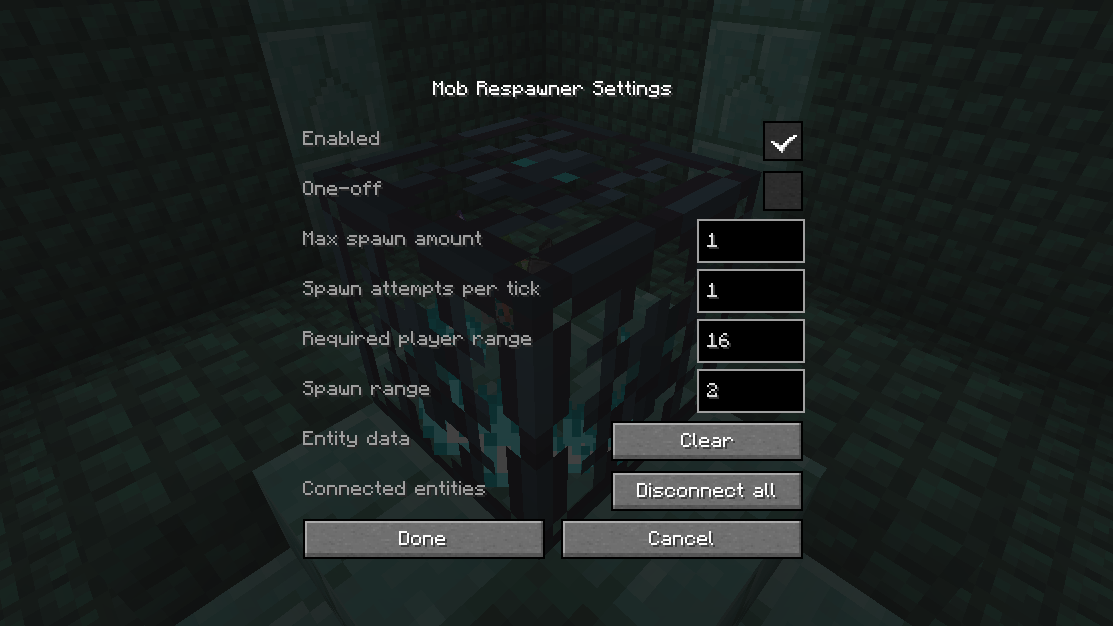 Mob Respawner Settings
Enabled
One-off
Max spawn amount 1
Spawn attempts per tick 1
Required player range 16
Spawn range 2
Entity data Clear
Connected entities Disconnect all
Done Cancel